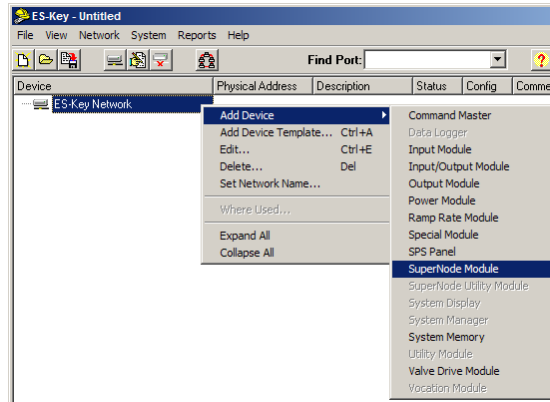 ES-Key - Untitled
File View Network System Reports Help
Find Port:
?
Device Physical Address Description Status Config Comme
ES-Key Network
Add Device
Add Device Template... Ctrl+A
Edit... Ctrl+E
Delete... Del
Set Network Name...
Where Used...
Expand All
Collapse All
Command Master
Data Logger
Input Module
Input/Output Module
Output Module
Power Module
Ramp Rate Module
Special Module
SPS Panel
SuperNode Module
SuperNode Utility Module
System Display
System Manager
System Memory
Utility Module
Valve Drive Module
Vocation Module